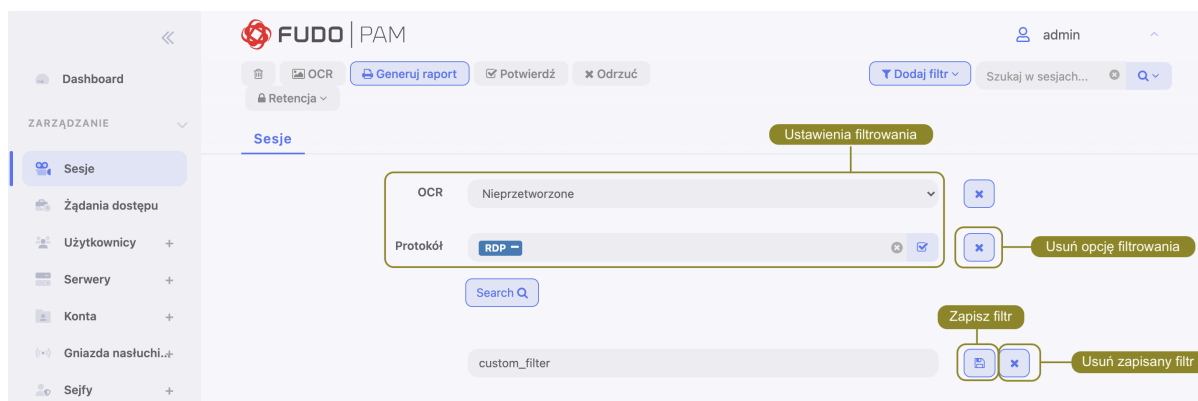 FUDO PAM
admin
Dashboard
OCR Generuj raport Potwierdź Odrzuć
Dodaj filtr
Szukaj w sesjach...
Retencja
ZARZĄDZANIE
Sesje
Ustawienia filtrowania
Sesje
OCR Nieprzetworzone
Żądania dostępu
Użytkownicy +
Protokół RDP
Usuń opcję filtrowania
Serwery +
Search
Konta +
Zapisz filtr
Gniazda nasłuchi..+
custom_filter
Usuń zapisany filtr
Sejfy +